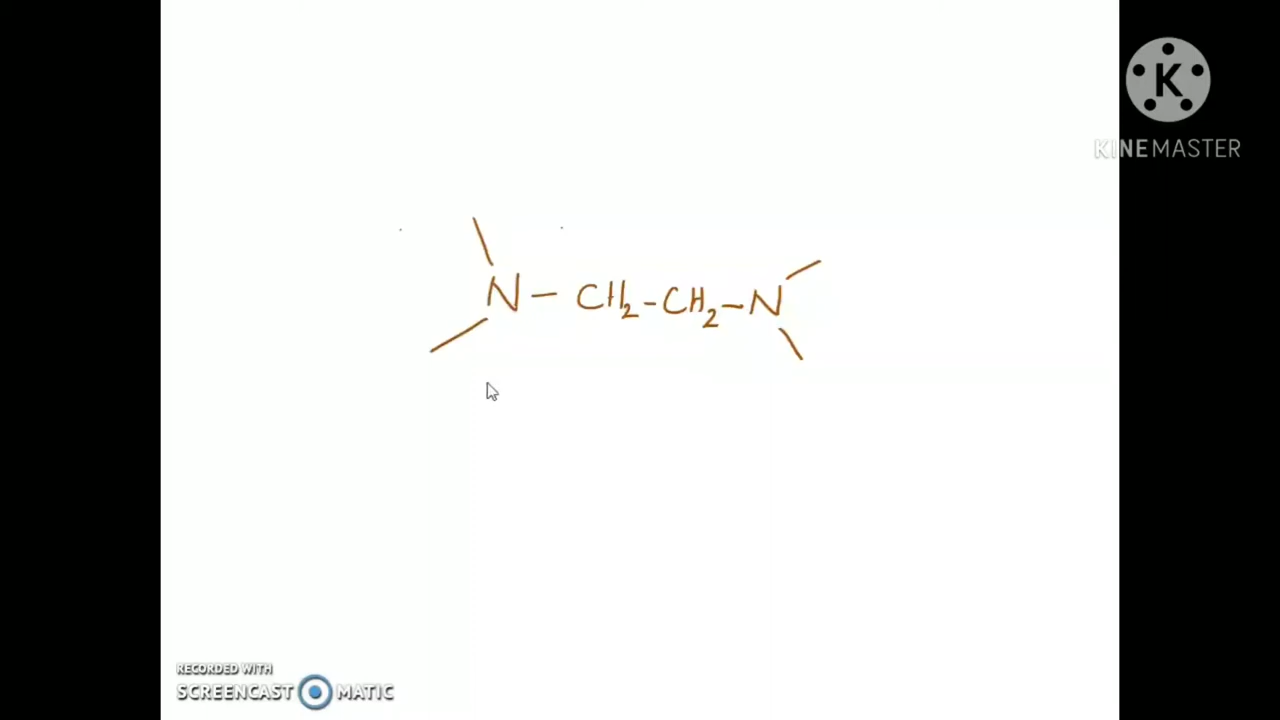 K
KINEMASTER
N-CH₂-CH₂-N
RECORDED WITH
SCREENCAST MATIC